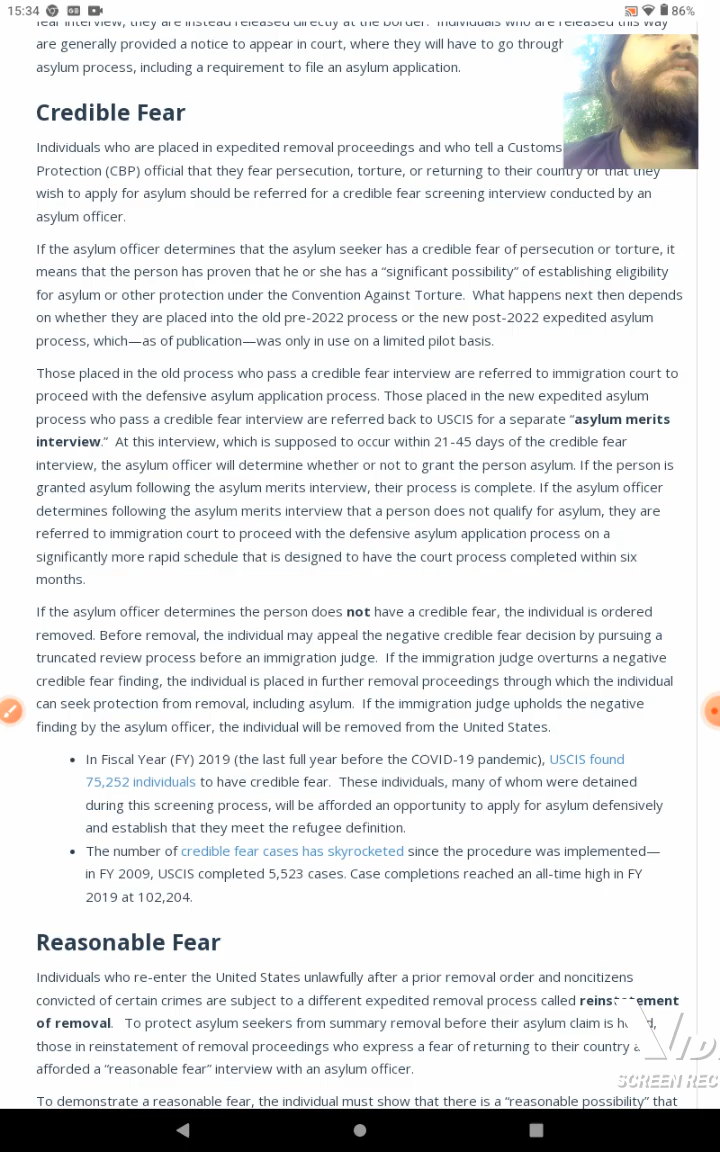 15:34
86%
fear interview, they are instead released directly at the border. Individuals who are released this way
are generally provided a notice to appear in court, where they will have to go through
asylum process, including a requirement to file an asylum application.
Credible Fear
Individuals who are placed in expedited removal proceedings and who tell a Customs
Protection (CBP) official that they fear persecution, torture, or returning to their country or that they
wish to apply for asylum should be referred for a credible fear screening interview conducted by an
asylum officer.
If the asylum officer determines that the asylum seeker has a credible fear of persecution or torture, it
means that the person has proven that he or she has a “significant possibility” of establishing eligibility
for asylum or other protection under the Convention Against Torture. What happens next then depends
on whether they are placed into the old pre-2022 process or the new post-2022 expedited asylum
process, which—as of publication—was only in use on a limited pilot basis.
Those placed in the old process who pass a credible fear interview are referred to immigration court to
proceed with the defensive asylum application process. Those placed in the new expedited asylum
process who pass a credible fear interview are referred back to USCIS for a separate “asylum merits
interview.” At this interview, which is supposed to occur within 21-45 days of the credible fear
interview, the asylum officer will determine whether or not to grant the person asylum. If the person is
granted asylum following the asylum merits interview, their process is complete. If the asylum officer
determines following the asylum merits interview that a person does not qualify for asylum, they are
referred to immigration court to proceed with the defensive asylum application process on a
significantly more rapid schedule that is designed to have the court process completed within six
months.
If the asylum officer determines the person does not have a credible fear, the individual is ordered
removed. Before removal, the individual may appeal the negative credible fear decision by pursuing a
truncated review process before an immigration judge. If the immigration judge overturns a negative
credible fear finding, the individual is placed in further removal proceedings through which the individual
can seek protection from removal, including asylum. If the immigration judge upholds the negative
finding by the asylum officer, the individual will be removed from the United States.
• In Fiscal Year (FY) 2019 (the last full year before the COVID-19 pandemic), USCIS found
75,252 individuals to have credible fear. These individuals, many of whom were detained
during this screening process, will be afforded an opportunity to apply for asylum defensively
and establish that they meet the refugee definition.
• The number of credible fear cases has skyrocketed since the procedure was implemented—
in FY 2009, USCIS completed 5,523 cases. Case completions reached an all-time high in FY
2019 at 102,204.
Reasonable Fear
Individuals who re-enter the United States unlawfully after a prior removal order and noncitizens
convicted of certain crimes are subject to a different expedited removal process called reinstatement
of removal. To protect asylum seekers from summary removal before their asylum claim is
those in reinstatement of removal proceedings who express a fear of returning to their country
afforded a “reasonable fear” interview with an asylum officer.
SCREEN REC
To demonstrate a reasonable fear, the individual must show that there is a “reasonable possibility” that